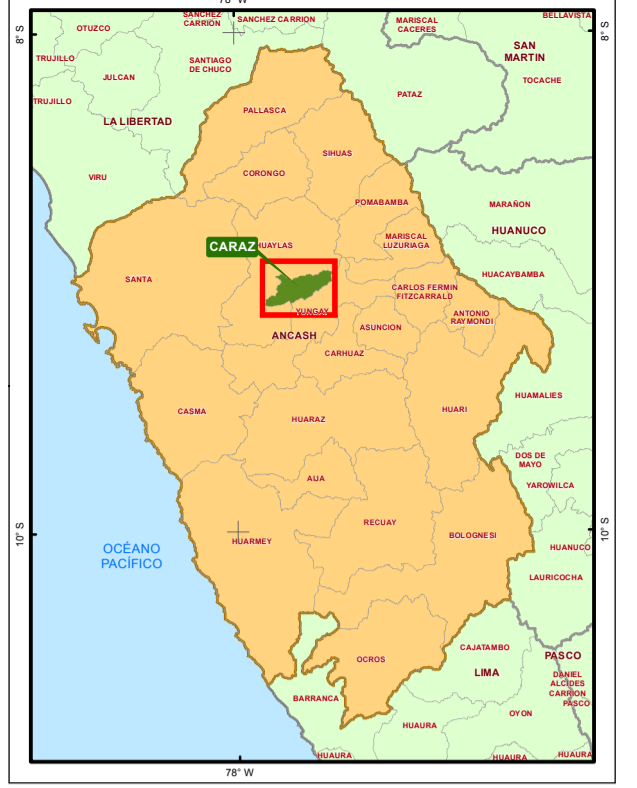 78° W
SANCHEZ
CARRIÓN
SANCHEZ CARRION
MARISCAL
CACERES
BELLAVISTA
OTUZCO
8° S
8° S
SAN
MARTIN
TRUJILLO
SANTIAGO
DE CHUCO
JULCAN
TOCACHE
PATAZ
TRUJILLO
PALLASCA
LA LIBERTAD
SIHUAS
CORONGO
VIRU
POMABAMBA
MARAÑON
HUANUCO
MARISCAL
LUZURIAGA
CARAZ
HUAYLAS
HUACAYBAMBA
SANTA
CARLOS FERMIN
FITZCARRALD
YUNGAY
ANTONIO
RAYMONDI
ASUNCION
ANCASH
CARHUAZ
HUAMALIES
CASMA
HUARI
HUARAZ
DOS DE
MAYO
AIJA
YAROWILCA
RECUAY
BOLOGNESI
10° S
10° S
HUARMEY
OCÉANO
PACÍFICO
HUANUCO
LAURICOCHA
CAJATAMBO
PASCO
OCROS
LIMA
DANIEL
ALCIDES
CARRION
PASCO
BARRANCA
OYON
HUAURA
HUAURA
HUAURA
HUAURA
78° W